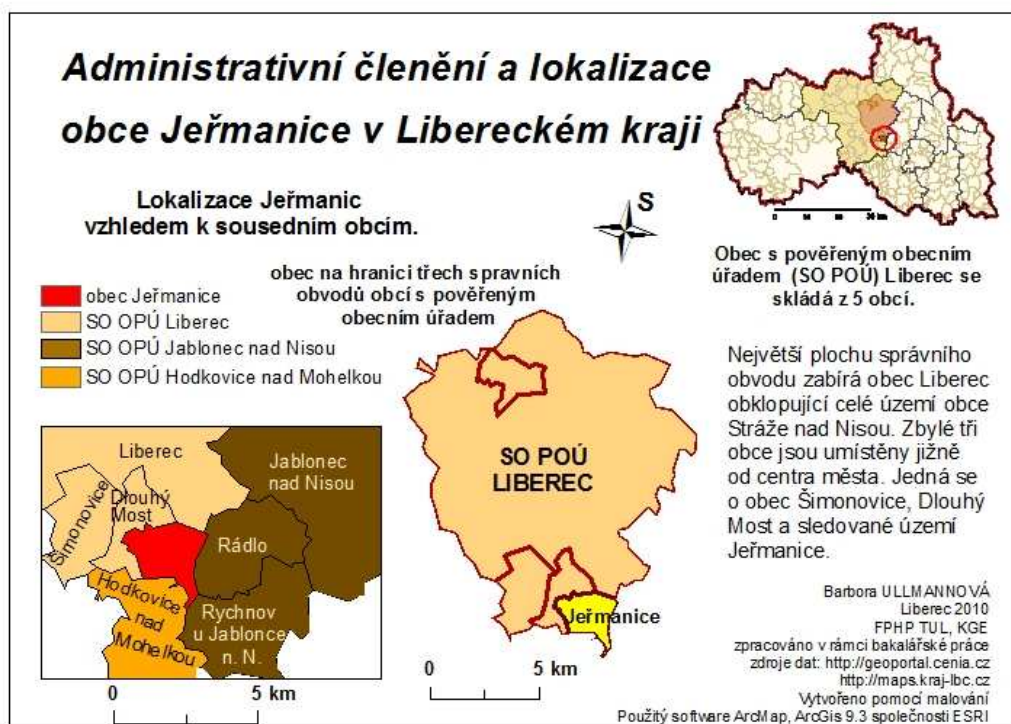 Administrativní členění a lokalizace
obce Jeřmanice v Libereckém kraji
Lokalizace Jeřmanic
vzhledem k sousedním obcím.
S
obec na hranici třech správních
obvodů obcí s pověřeným
obecním úřadem
obec Jeřmanice
SO OPÚ Liberec
SO OPÚ Jablonec nad Nisou
SO OPÚ Hodkovice nad Mohelkou
Liberec
Jablonec
nad Nisou
Šimonovice
Dlouhý
Most
Rádlo
Hodkovice
nad
Mohelkou
Rychnov
u Jablonce
n. N.
0 5 km
SO POÚ
LIBEREC
Jeřmanice
0 5 km
Obec s pověřeným obecním
úřadem (SO POÚ) Liberec se
skládá z 5 obcí.
Největší plochu správního
obvodu zabírá obec Liberec
obklopující celé území obce
Stráže nad Nisou. Zbylé tři
obce jsou umístěny jižně
od centra města. Jedná se
o obec Šimonovice, Dlouhý
Most a sledované území
Jeřmanice.
Barbora ULLMANNOVÁ
Liberec 2010
FPHP TUL, KGE
zpracováno v rámci bakalářské práce
zdroje dat: http://geoportal.cenia.cz
http://maps.kraj-lbc.cz
Vytvořeno pomocí malování
Použitý software ArcMap, ArcGis 9.3 společnosti ESRI